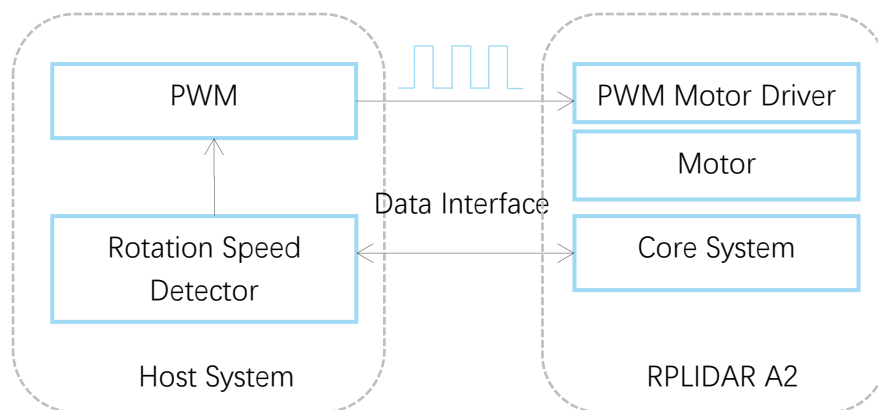 PWM
PWM Motor Driver
Motor
Data Interface
Rotation Speed
Detector
Core System
Host System
RPLIDAR A2